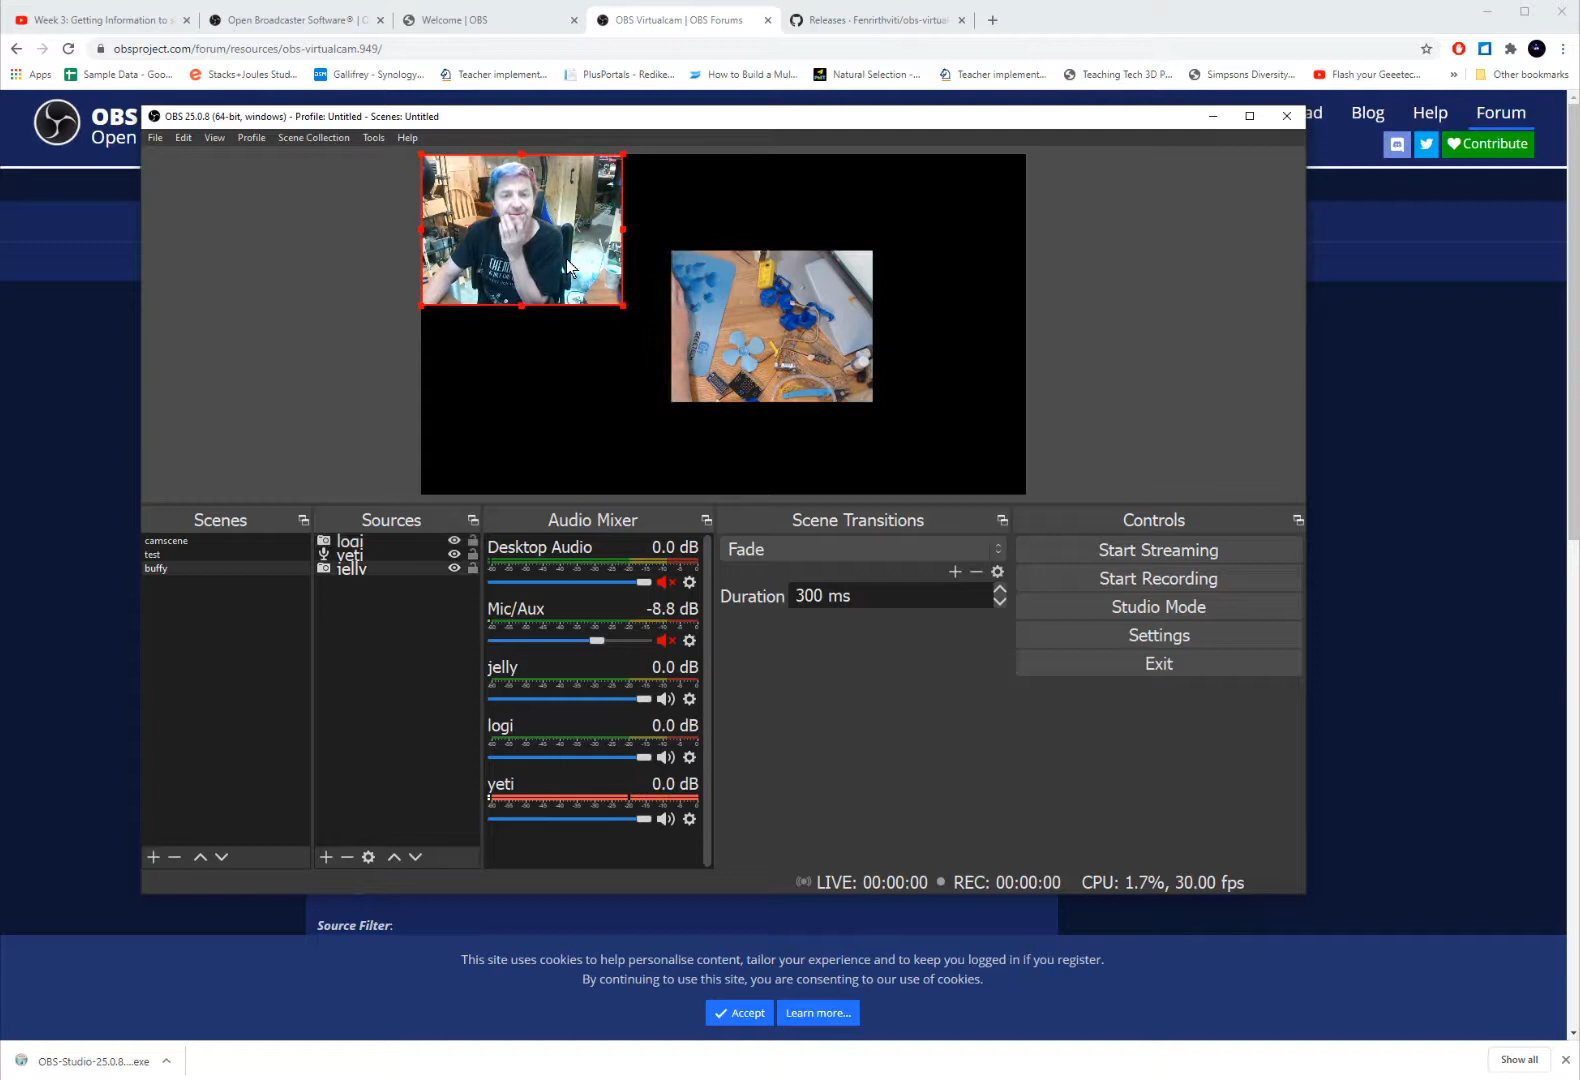 Week 3: Getting Information to s
Open Broadcaster Software® | O
Welcome | OBS
OBS Virtualcam | OBS Forums
Releases · Fenrirthviti/obs-virtua
obsproject.com/forum/resources/obs-virtualcam.949/
Apps
Sample Data - Goo...
Stacks+Joules Stud...
Gallifrey - Synology...
Teacher implement...
PlusPortals - Redike...
How to Build a Mul...
Natural Selection -...
Teacher implement...
Teaching Tech 3D P...
Simpsons Diversity...
Flash your Geeetec...
»
Other bookmarks
OBS
Open
ad
Blog
Help
Forum
Contribute
OBS 25.0.8 (64-bit, windows) - Profile: Untitled - Scenes: Untitled
File
Edit
View
Profile
Scene Collection
Tools
Help
Scenes
Sources
Audio Mixer
Scene Transitions
Controls
camscene
test
buffy
logi
yeti
jelly
Desktop Audio
0.0 dB
Mic/Aux
-8.8 dB
jelly
0.0 dB
logi
0.0 dB
yeti
0.0 dB
Fade
Duration
300 ms
Start Streaming
Start Recording
Studio Mode
Settings
Exit
LIVE: 00:00:00
REC: 00:00:00
CPU: 1.7%, 30.00 fps
Source Filter:
This site uses cookies to help personalise content, tailor your experience and to keep you logged in if you register.
By continuing to use this site, you are consenting to our use of cookies.
Accept
Learn more...
OBS-Studio-25.0.8....exe
Show all